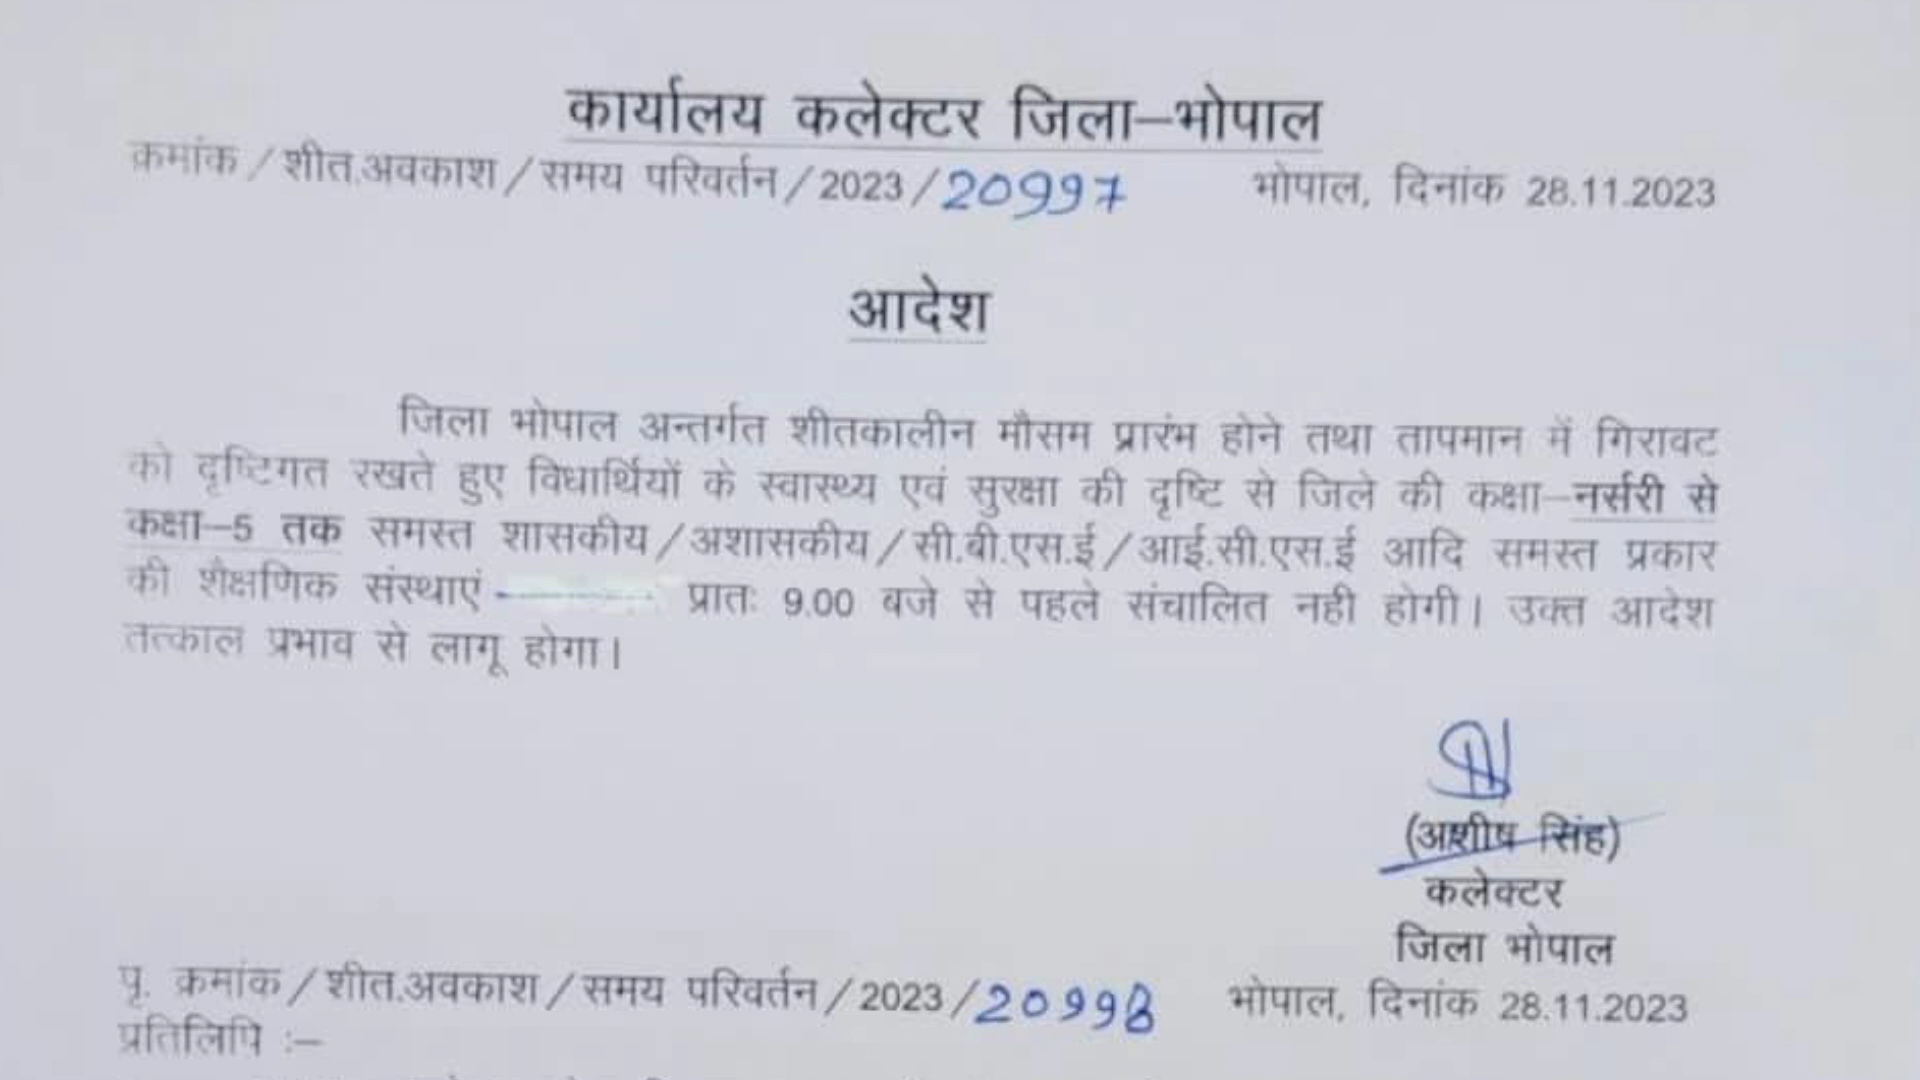 कार्यालय कलेक्टर जिला–भोपाल
क्रमांक/शीत.अवकाश/समय परिवर्तन/2023/20997 भोपाल, दिनांक 28.11.2023
आदेश
जिला भोपाल अन्तर्गत शीतकालीन मौसम प्रारंभ होने तथा तापमान में गिरावट
को दृष्टिगत रखते हुए विधार्थियों के स्वास्थ्य एवं सुरक्षा की दृष्टि से जिले की कक्षा–नर्सरी से
कक्षा–5 तक समस्त शासकीय/अशासकीय/सी.बी.एस.ई/आई.सी.एस.ई आदि समस्त प्रकार
की शैक्षणिक संस्थाएं प्रातः 9.00 बजे से पहले संचालित नही होगी। उक्त आदेश
तत्काल प्रभाव से लागू होगा।
(अशीष सिंह)
कलेक्टर
जिला भोपाल
पृ. क्रमांक/शीत.अवकाश/समय परिवर्तन/2023/20998 भोपाल, दिनांक 28.11.2023
प्रतिलिपि :–